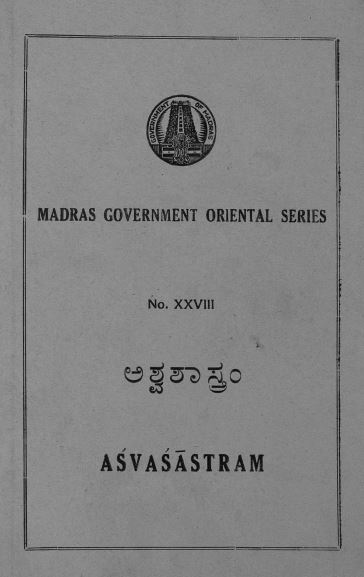 GOVERNMENT OF MADRAS
MADRAS GOVERNMENT ORIENTAL SERIES
No. XXVIII
ಅಶ್ವಶಾಸ್ತ್ರಂ
AŚVAŚĀSTRAM